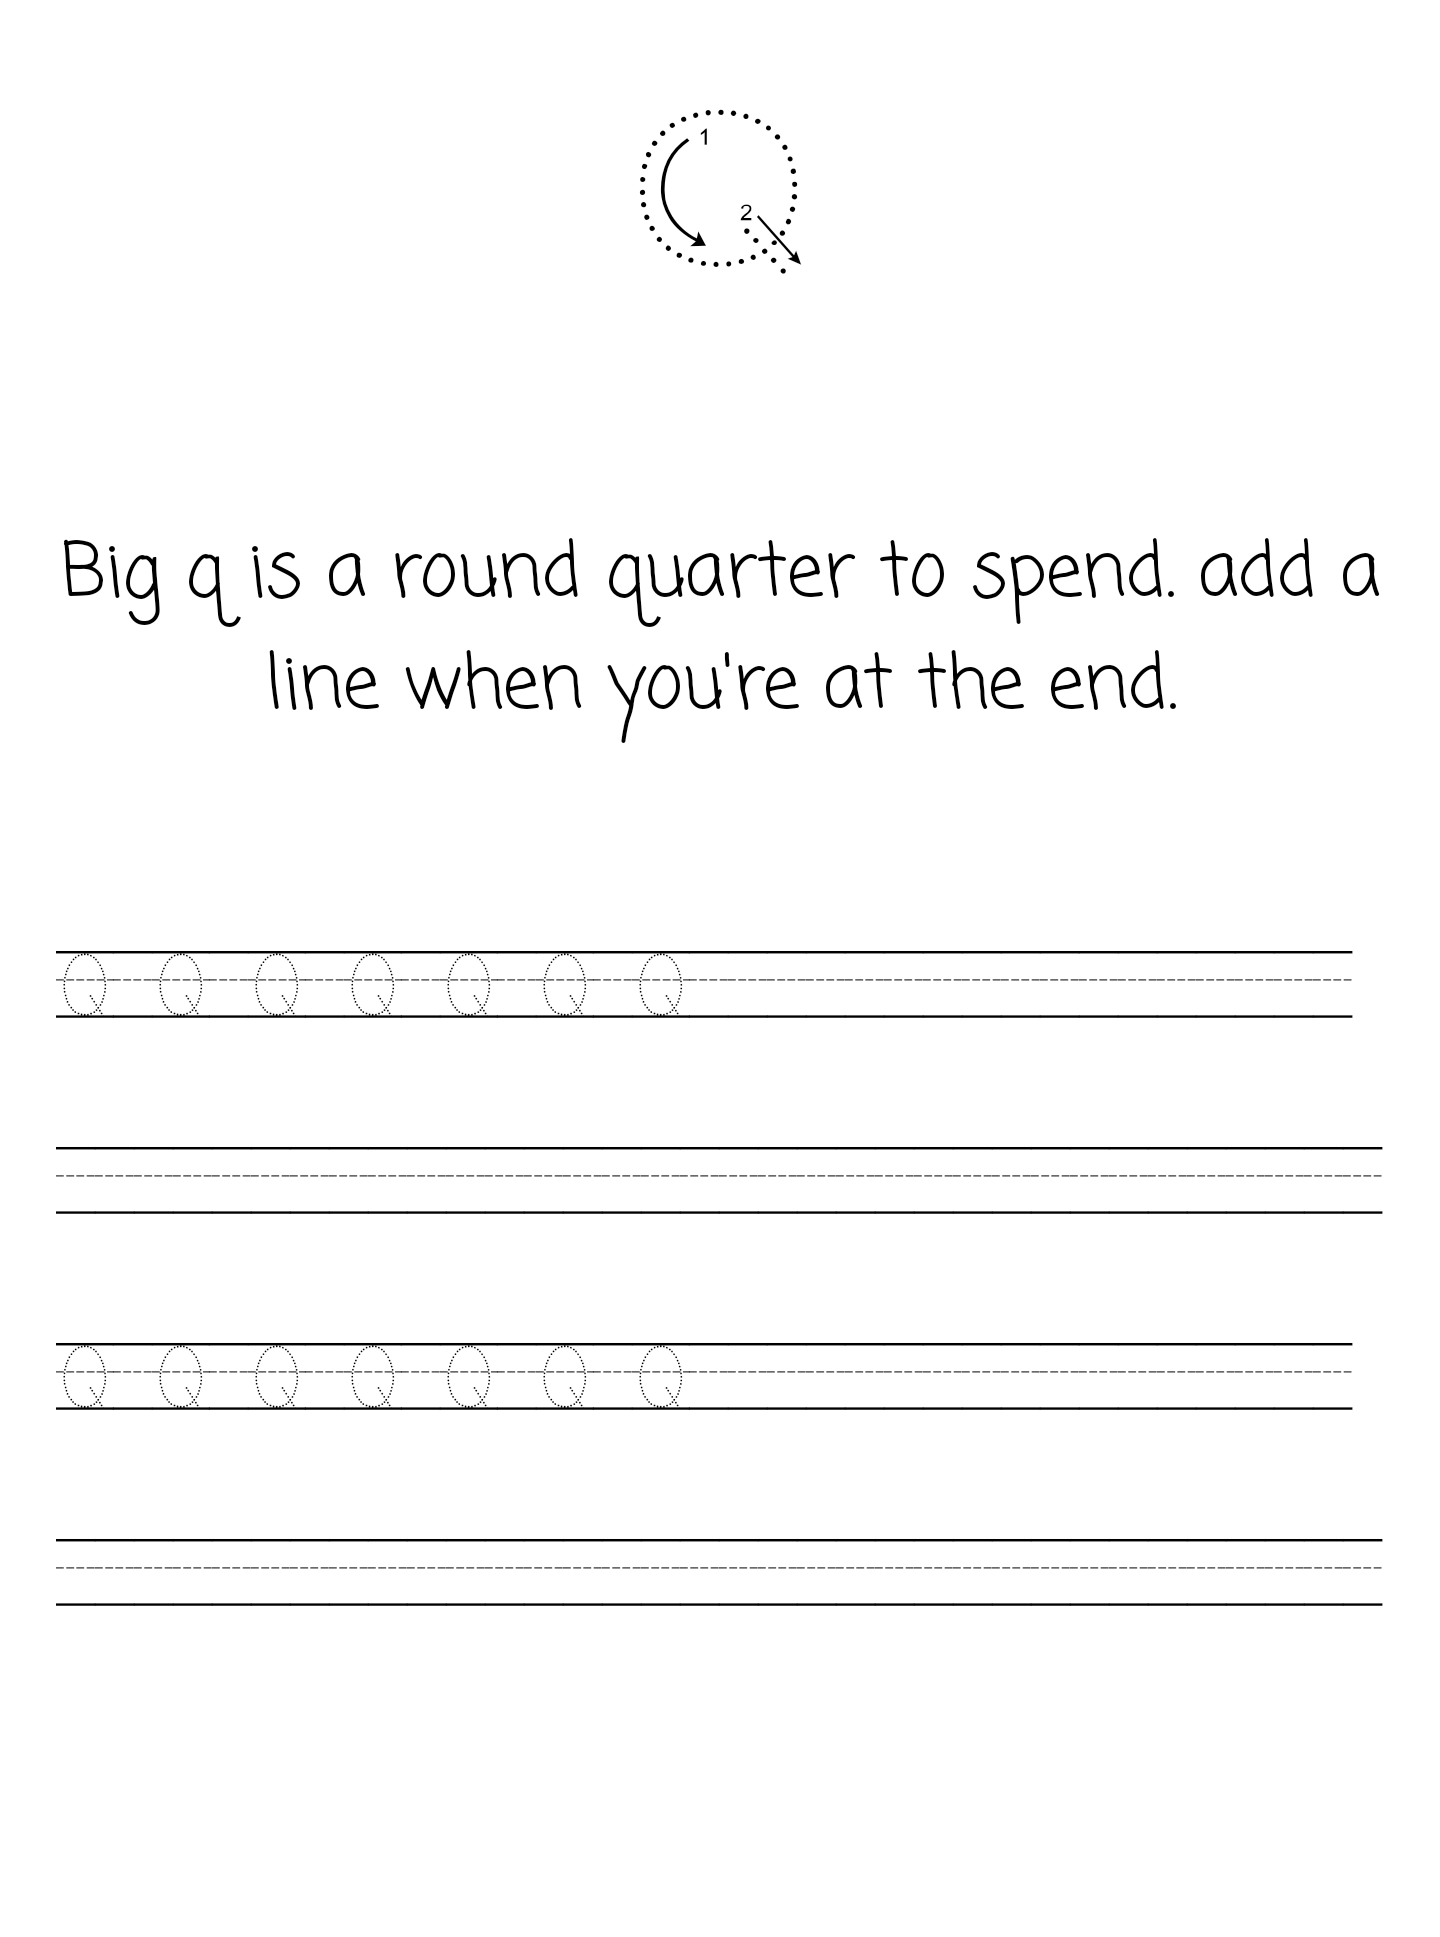 Q
1
2
Big q is a round quarter to spend. add a
line when you're at the end.
Q Q Q Q Q Q Q
Q Q Q Q Q Q Q